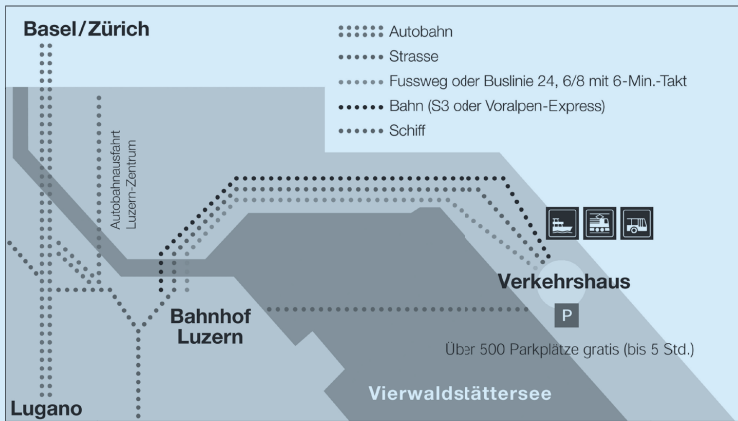 Basel/Zürich
Autobahn
Strasse
Fussweg oder Buslinie 24, 6/8 mit 6-Min.-Takt
Bahn (S3 oder Voralpen-Express)
Schiff
Autobahnausfahrt
Luzern-Zentrum
Verkehrshaus
Bahnhof
Luzern
P
Über 500 Parkplätze gratis (bis 5 Std.)
Vierwaldstättersee
Lugano